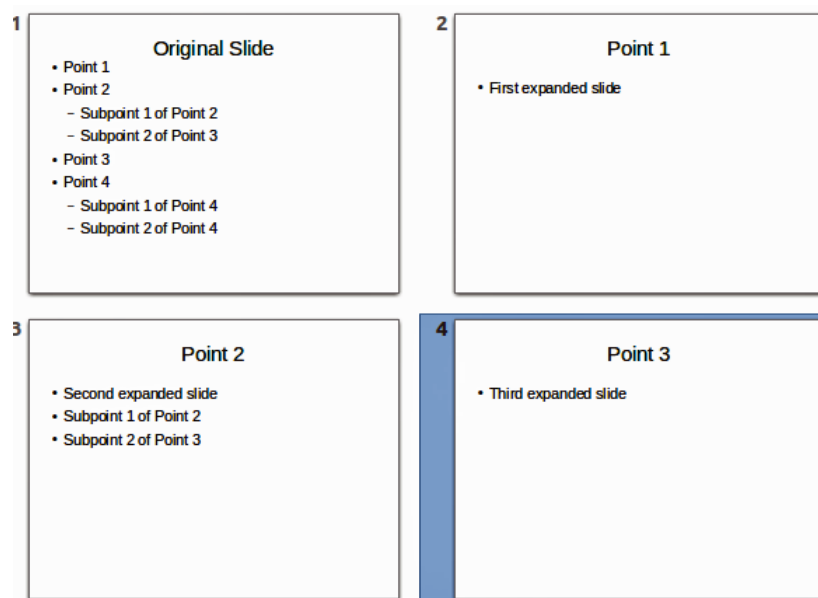 1
Original Slide
• Point 1
• Point 2
– Subpoint 1 of Point 2
– Subpoint 2 of Point 3
• Point 3
• Point 4
– Subpoint 1 of Point 4
– Subpoint 2 of Point 4
2
Point 1
• First expanded slide
3
Point 2
• Second expanded slide
• Subpoint 1 of Point 2
• Subpoint 2 of Point 3
4
Point 3
• Third expanded slide